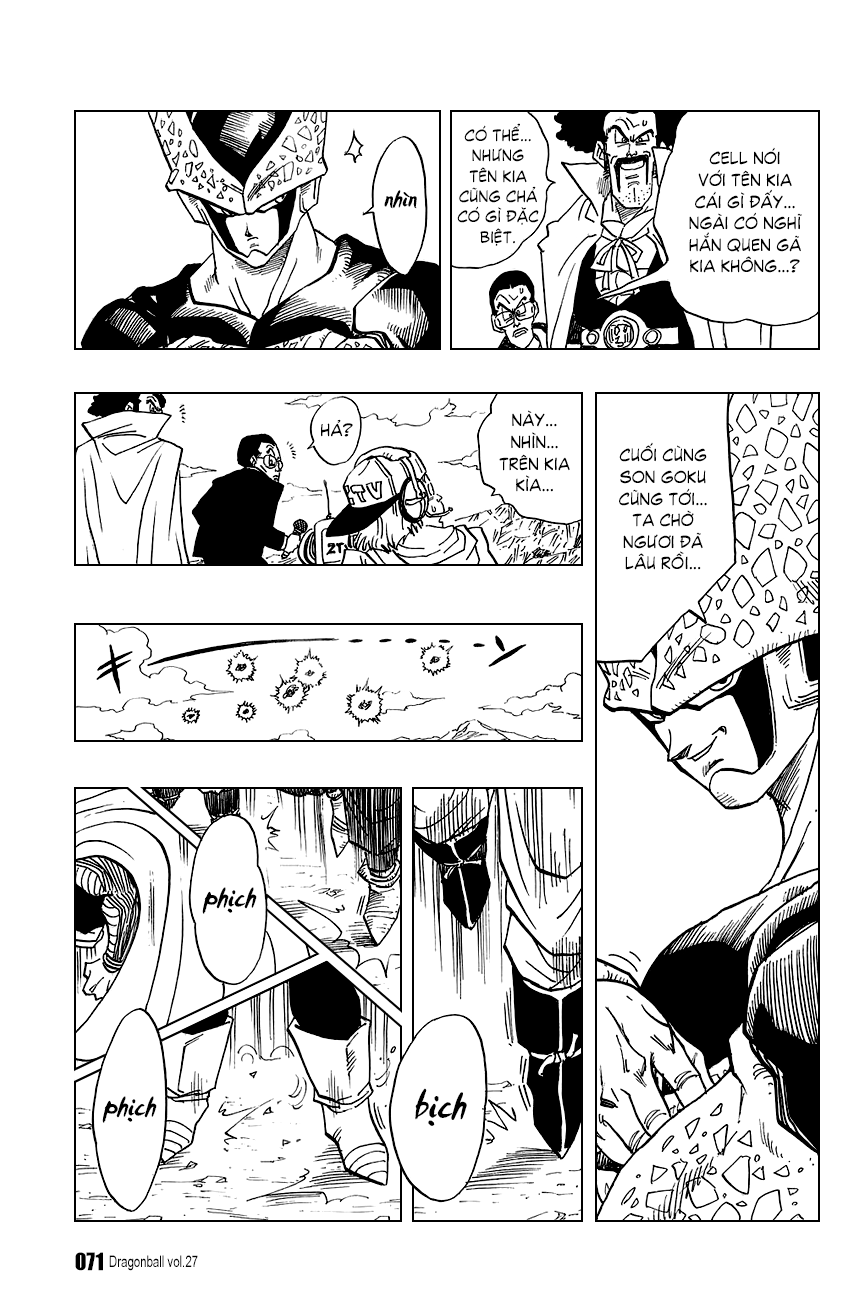 CELL NÓI
VỚI TÊN KIA
CÁI GÌ ĐẤY...
NGÀI CÓ NGHĨ
HẮN QUEN GÃ
KIA KHÔNG...?
CÓ THỂ...
NHƯNG
TÊN KIA
CŨNG CHẢ
CÓ GÌ ĐẶC
BIỆT.
nhìn
CUỐI CÙNG
SON GOKU
CŨNG TỚI...
TA CHỜ
NGƯƠI ĐÃ
LÂU RỒI...
NÀY...
NHÌN...
TRÊN KIA
KÌA...
HẢ?
ZTV
ZT
bịch
phịch
phịch
071 Dragonball vol.27